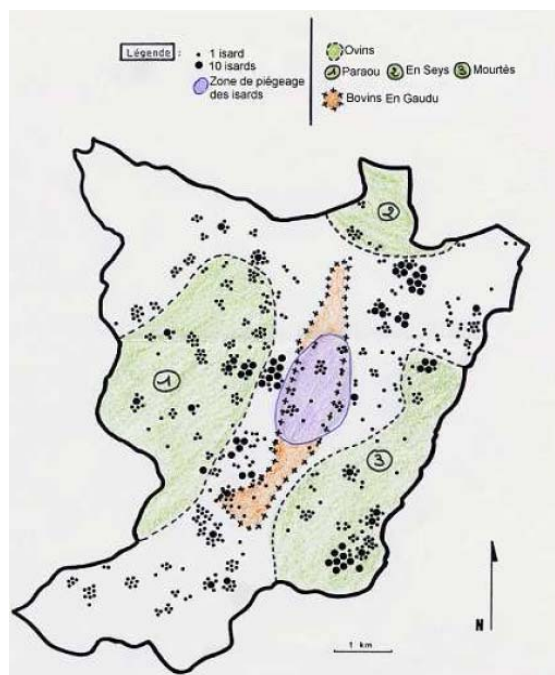 Légende :
1 isard
10 isards
Zone de piégeage
des isards
Ovins
1 Paraou 2 En Seys 3 Mourtès
Bovins En Gaudu
2
1
3
N
1 km